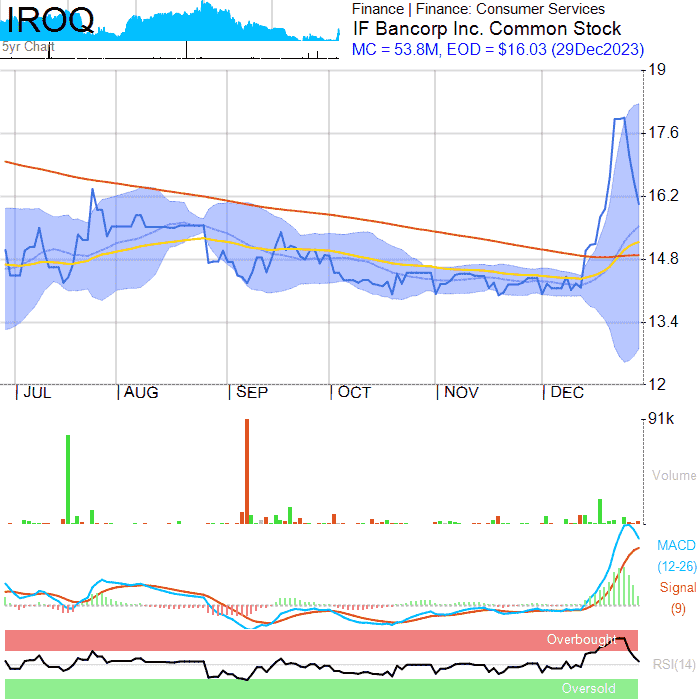 IROQ
5yr Chart
Finance | Finance: Consumer Services
IF Bancorp Inc. Common Stock
MC = 53.8M, EOD = $16.03 (29Dec2023)
19
17.6
16.2
14.8
13.4
12
JUL AUG SEP OCT NOV DEC
91k
Volume
MACD
(12-26)
Signal
(9)
Overbought
RSI(14)
Oversold